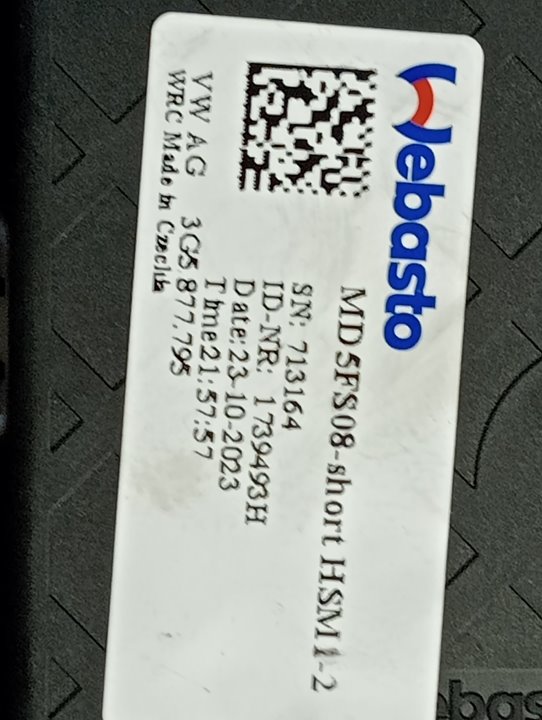 Webasto
MD5FS08-short HSM1-2
SN: 713164
ID-NR: 1739493H
Date:23-10-2023
Time21:57:57
VW AG 3G5 877.795
WRC Made in Czechia
ebas